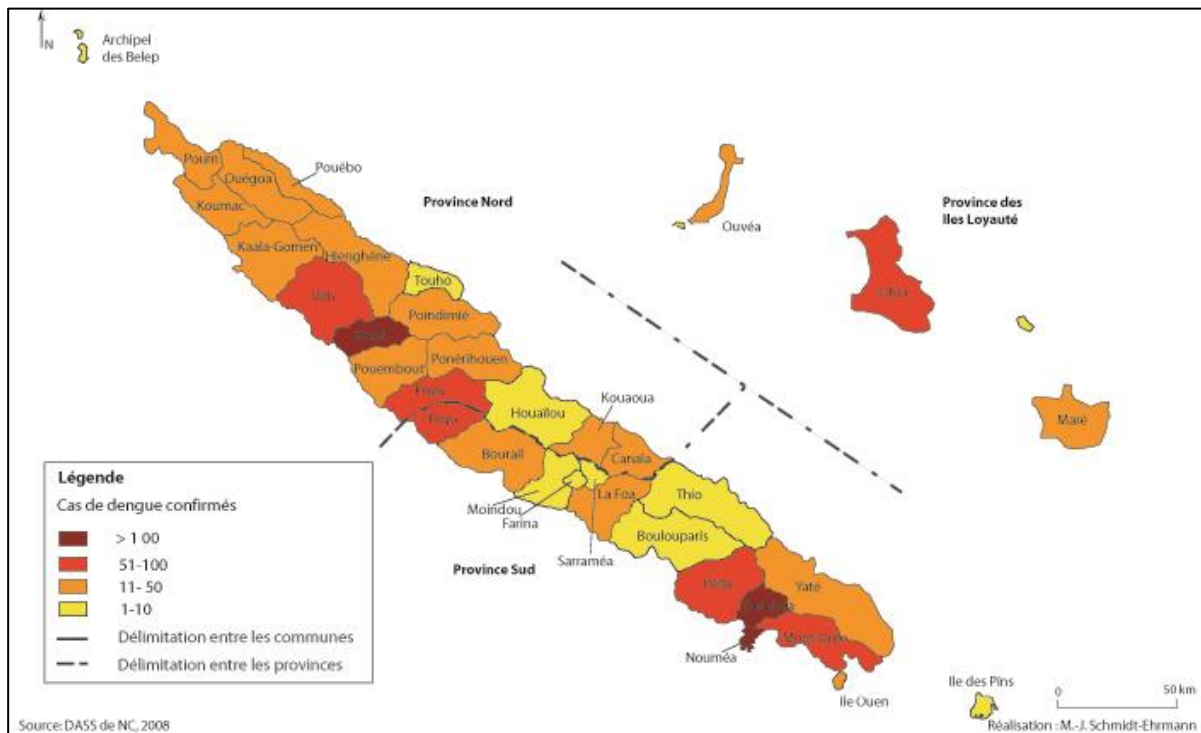 N
Archipel
des Belep
Poum
Ouégoa
Pouébo
Koumac
Kaala-Gomen
Hienghène
Touho
Voh
Poindimié
Pouembout
Ponérihouen
Poya
Poya
Houaïlou
Kouaoua
Canala
Bourail
Moindou
Farina
Sarraméa
La Foa
Thio
Boulouparis
Païta
Dumbéa
Mont-Dore
Yaté
Nouméa
Ile Ouen
Ile des Pins
Province Nord
Ouvéa
Province des
Iles Loyauté
Lifou
Maré
Province Sud
Légende
Cas de dengue confirmés
> 1 00
51-100
11- 50
1-10
Délimitation entre les communes
Délimitation entre les provinces
0 50 km
Source: DASS de NC, 2008
Réalisation : M.-J. Schmidt-Ehrmann